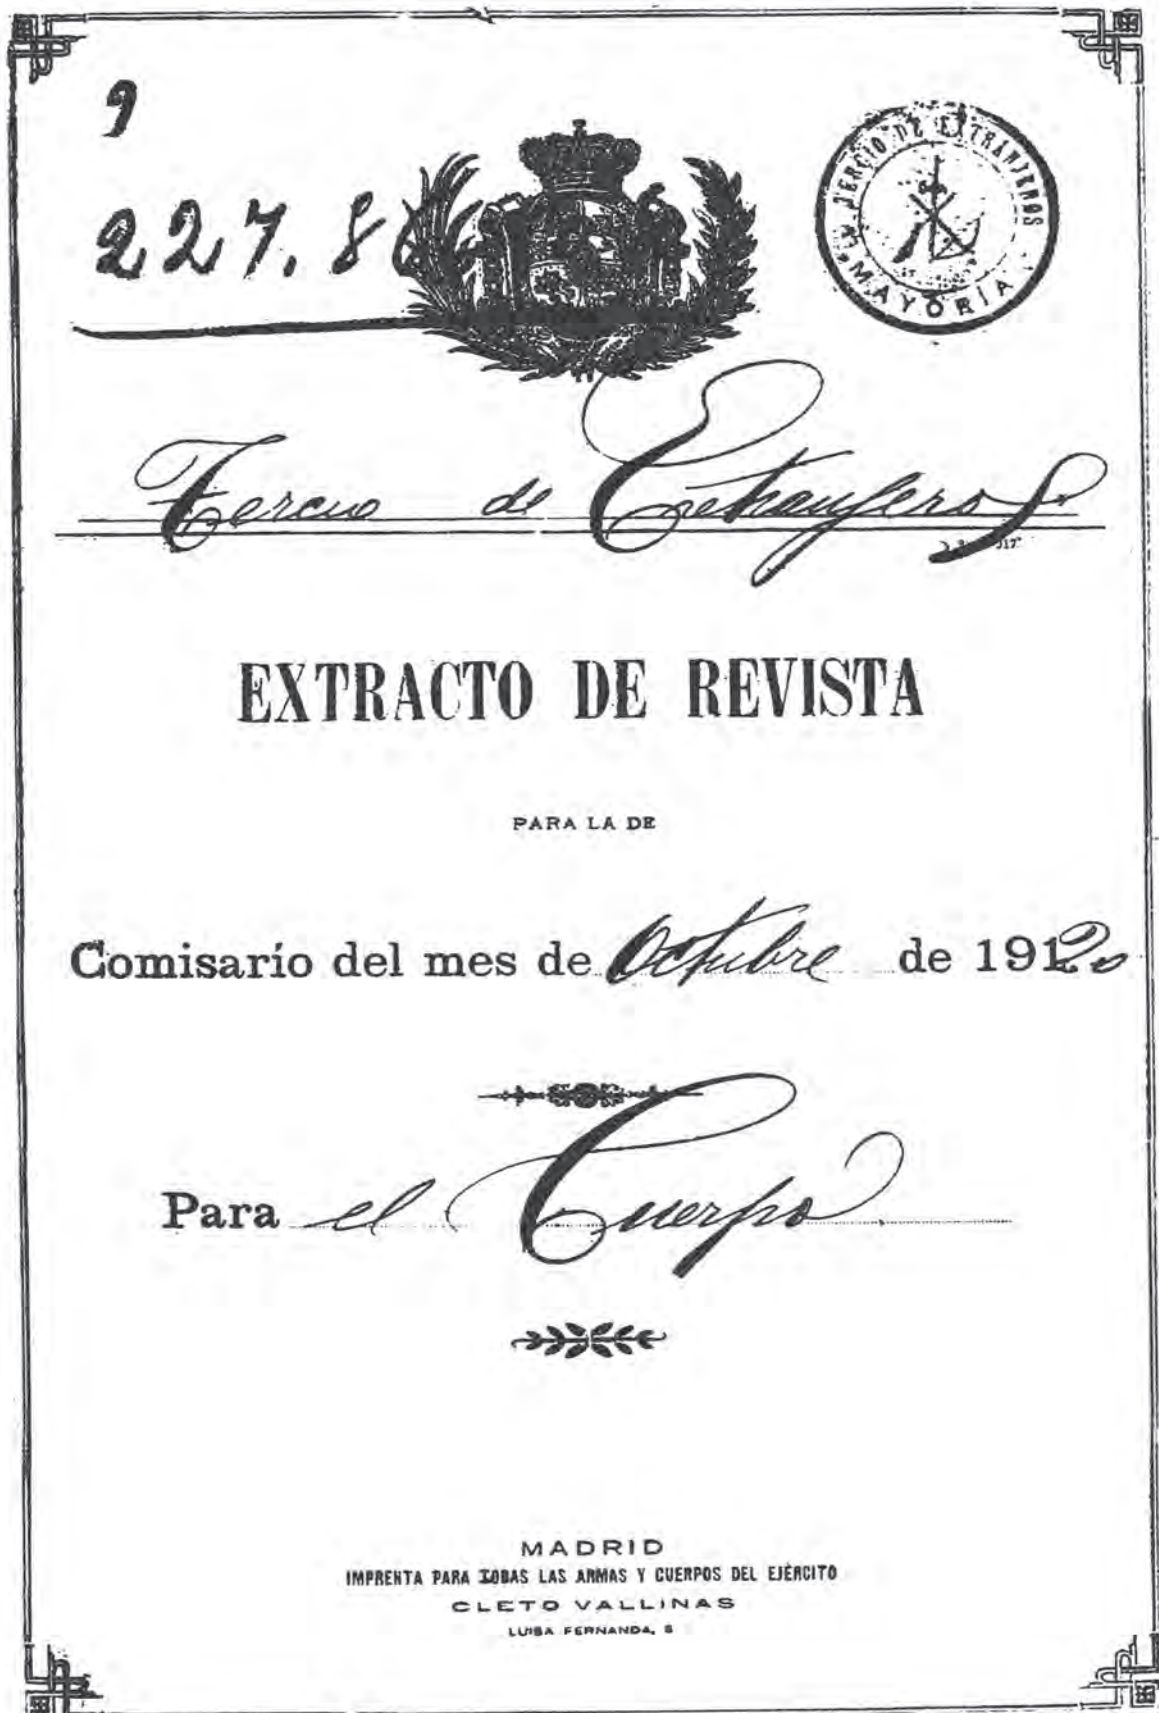 9
227.8
TERCIO DE EXTRANJEROS
MAYORÍA
Tercio de Extranjeros
EXTRACTO DE REVISTA
PARA LA DE
Comisario del mes de Octubre de 1920
Para el Cuerpo
MADRID
IMPRENTA PARA TODAS LAS ARMAS Y CUERPOS DEL EJÉRCITO
CLETO VALLINAS
LUISA FERNANDA, 5